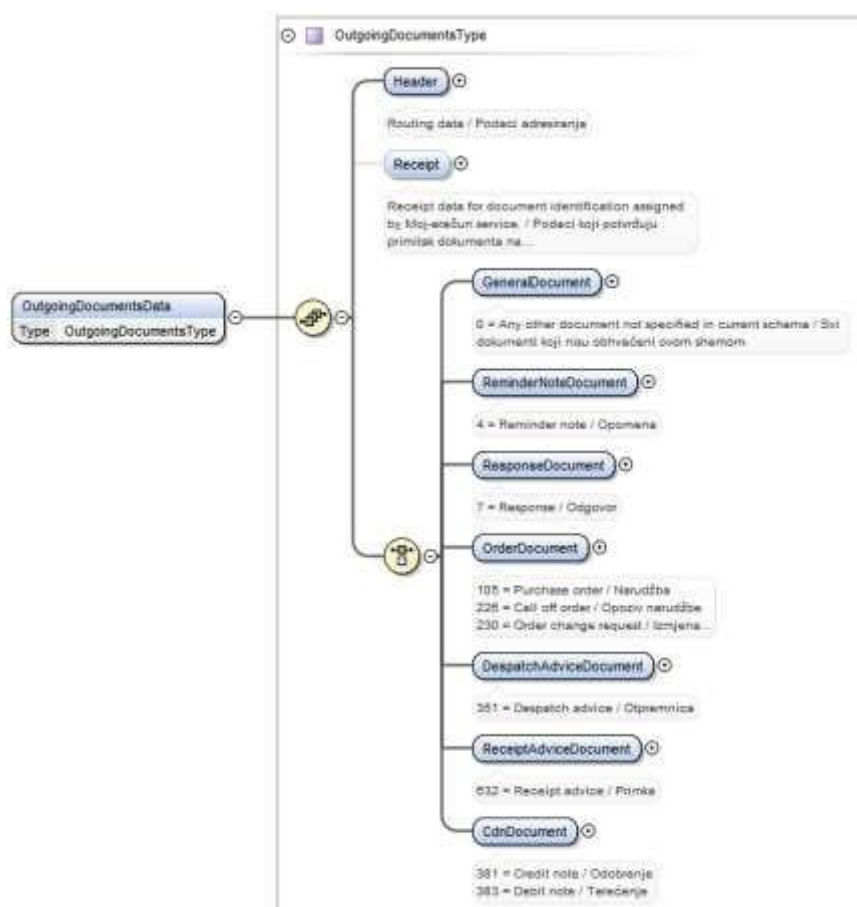 OutgoingDocumentsType
Header
Routing data / Podaci adresiranja
Receipt
Receipt data for document identification assigned
by Moj-eračun service. / Podaci koji potvrđuju
primitak dokumenta na...
OutgoingDocumentsData
Type OutgoingDocumentsType
GeneralDocument
0 = Any other document not specified in current schema / Svi
dokumenti koji nisu obhvaćeni ovom shemom
ReminderNoteDocument
4 = Reminder note / Opomena
ResponseDocument
7 = Response / Odgovor
OrderDocument
105 = Purchase order / Narudžba
226 = Call off order / Opoziv narudžbe
230 = Order change request / Izmjena...
DespatchAdviceDocument
351 = Despatch advice / Otpremnica
ReceiptAdviceDocument
632 = Receipt advice / Primka
CdnDocument
381 = Credit note / Odobrenje
383 = Debit note / Terećenje